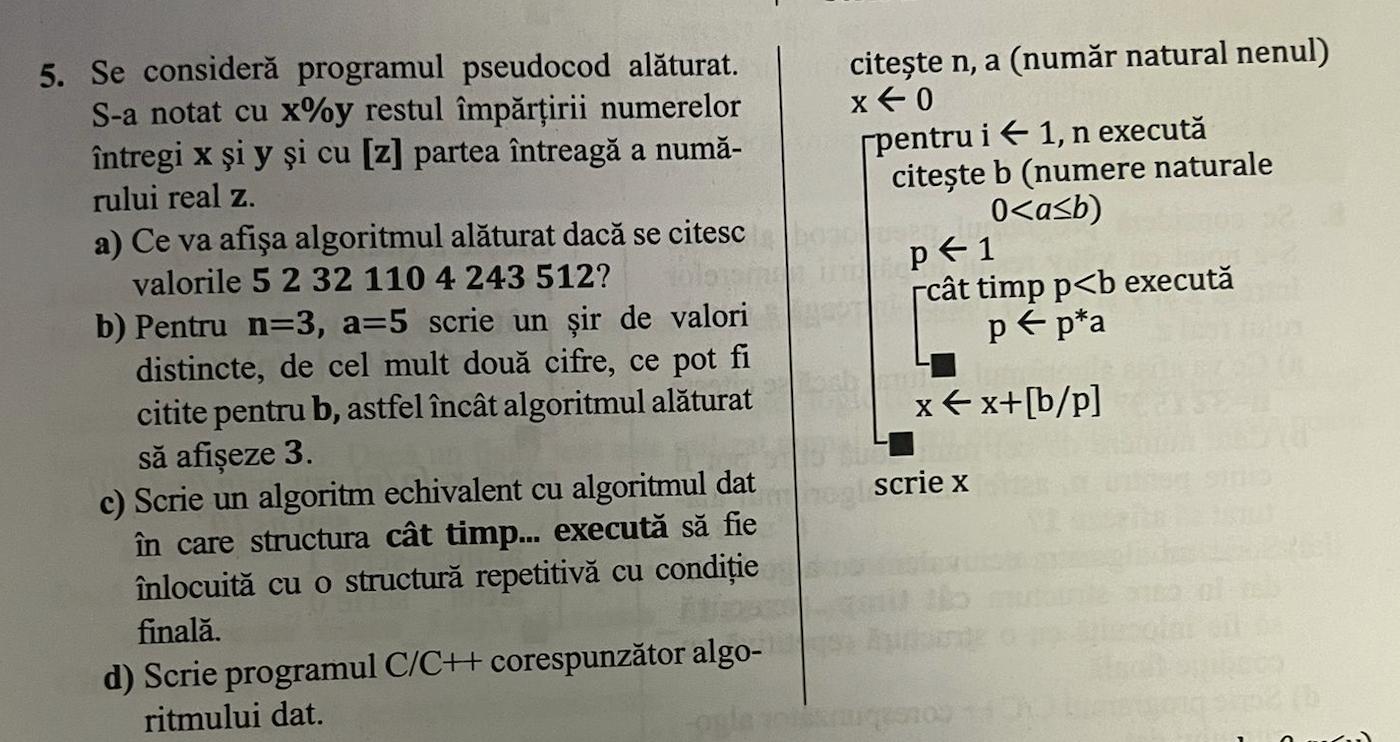 5. Se consideră programul pseudocod alăturat.
S-a notat cu x%y restul împărțirii numerelor
întregi x și y și cu [z] partea întreagă a numă-
rului real z.
a) Ce va afișa algoritmul alăturat dacă se citesc
valorile 5 2 32 110 4 243 512?
b) Pentru n=3, a=5 scrie un șir de valori
distincte, de cel mult două cifre, ce pot fi
citite pentru b, astfel încât algoritmul alăturat
să afișeze 3.
c) Scrie un algoritm echivalent cu algoritmul dat
în care structura cât timp... execută să fie
înlocuită cu o structură repetitivă cu condiție
finală.
d) Scrie programul C/C++ corespunzător algo-
ritmului dat.
citește n, a (număr natural nenul)
x ← 0
pentru i ← 1, n execută
citește b (numere naturale
0<a≤b)
p ← 1
cât timp p<b execută
p ← p*a
■
x ← x+[b/p]
■
scrie x